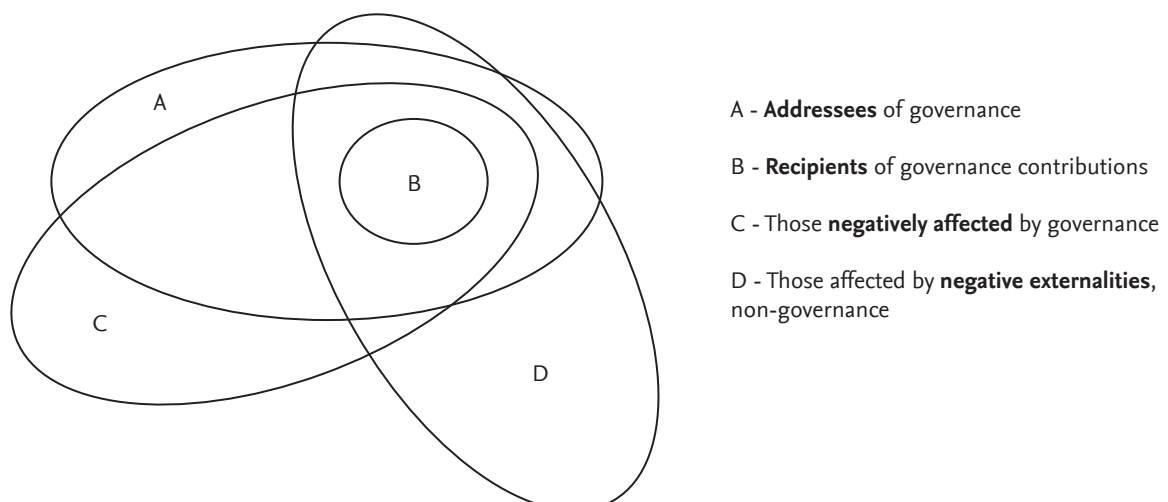 A
B
C
D
A - Addressees of governance
B - Recipients of governance contributions
C - Those negatively affected by governance
D - Those affected by negative externalities,
non-governance